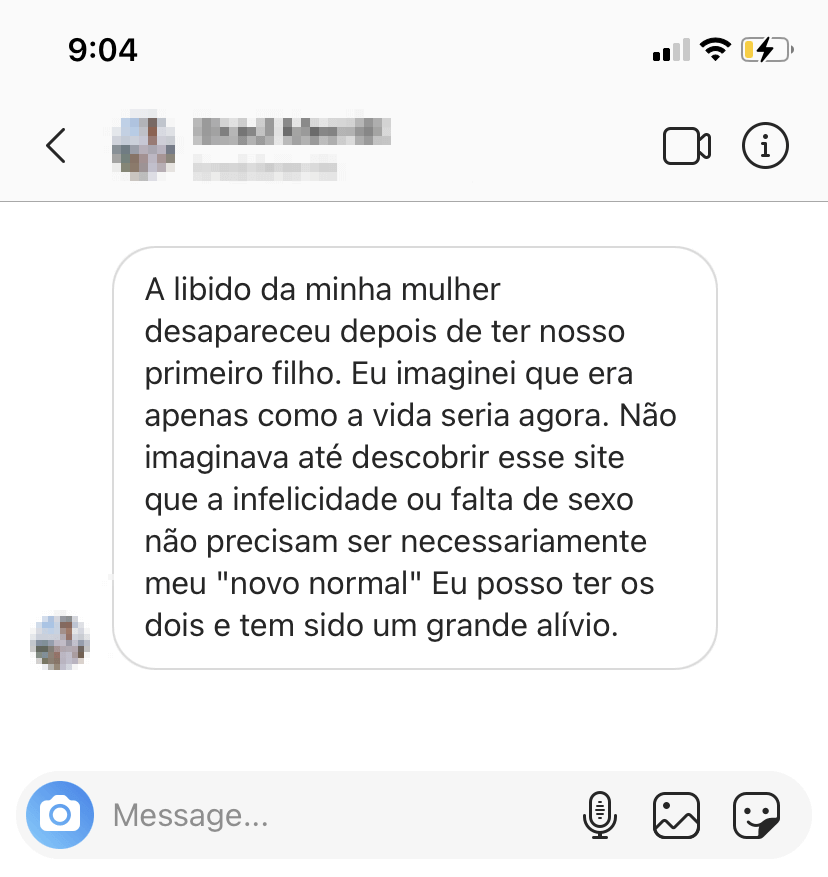 9:04
A libido da minha mulher
desapareceu depois de ter nosso
primeiro filho. Eu imaginei que era
apenas como a vida seria agora. Não
imaginava até descobrir esse site
que a infelicidade ou falta de sexo
não precisam ser necessariamente
meu "novo normal" Eu posso ter os
dois e tem sido um grande alívio.
Message...